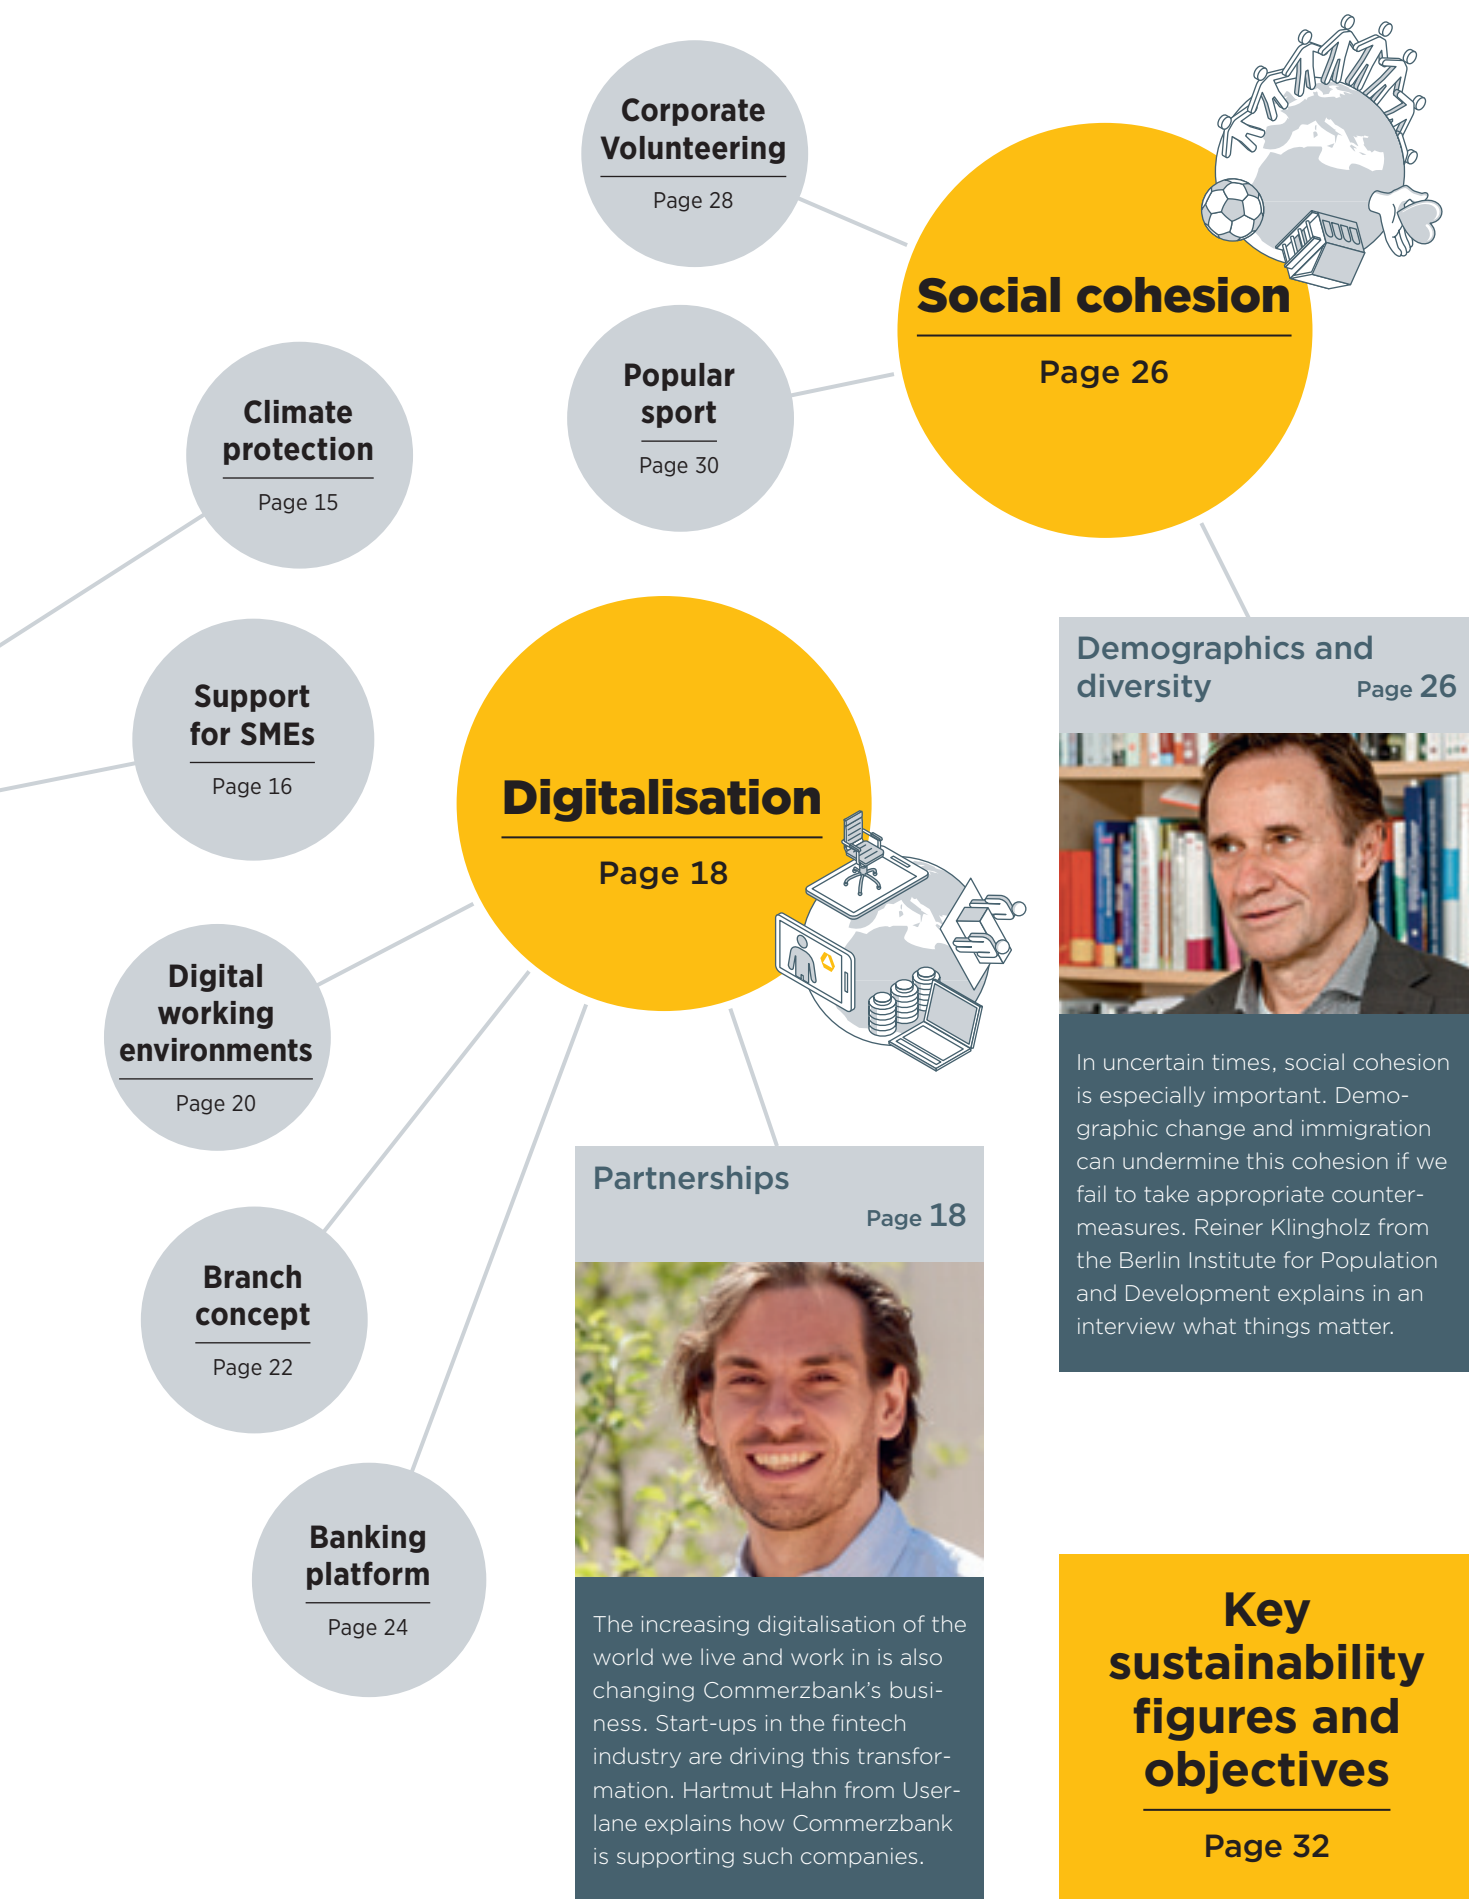 Corporate
Volunteering
Page 28
Social cohesion
Page 26
Popular
sport
Page 30
Climate
protection
Page 15
Support
for SMEs
Page 16
Digitalisation
Page 18
Digital
working
environments
Page 20
Branch
concept
Page 22
Banking
platform
Page 24
Partnerships
Page 18
The increasing digitalisation of the
world we live and work in is also
changing Commerzbank’s busi-
ness. Start-ups in the fintech
industry are driving this transfor-
mation. Hartmut Hahn from User-
lane explains how Commerzbank
is supporting such companies.
Demographics and
diversity Page 26
In uncertain times, social cohesion
is especially important. Demo-
graphic change and immigration
can undermine this cohesion if we
fail to take appropriate counter-
measures. Reiner Klingholz from
the Berlin Institute for Population
and Development explains in an
interview what things matter.
Key
sustainability
figures and
objectives
Page 32